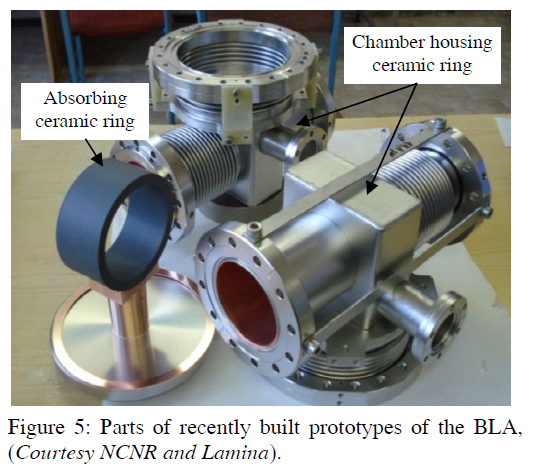 Chamber housing
ceramic ring
Absorbing
ceramic ring
Figure 5: Parts of recently built prototypes of the BLA,
(Courtesy NCNR and Lamina).